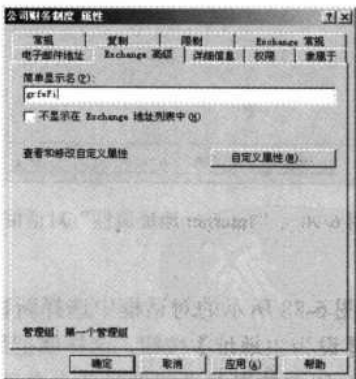 公司财务制度 属性
常规 复制 限制 Exchange 常规
电子邮件地址 Exchange 高级 详细信息 权限 隶属于
简单显示名(P):
不显示在 Exchange 地址列表中(H)
查看和修改自定义属性
自定义属性(M)...
管理组: 第一个管理组
确定 取消 应用(A) 帮助